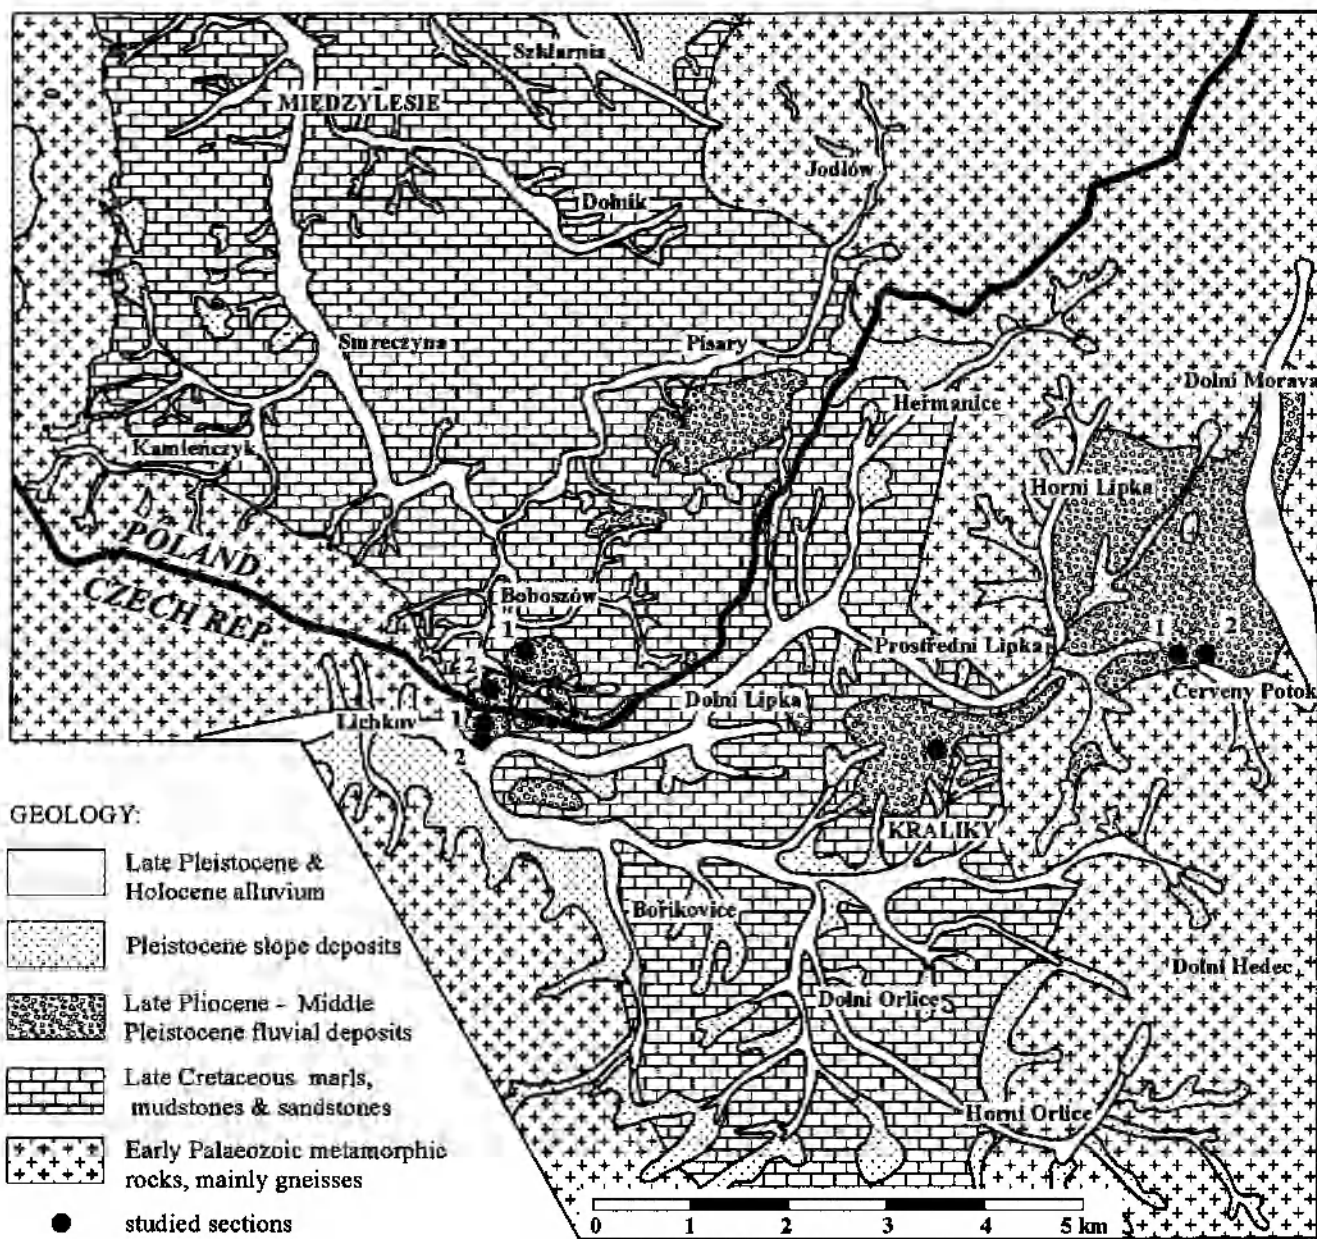 Szklarnia
MIĘDZYLESIE
Jodłów
Dolnik
Smreczyna
Pisary
Dolni Morava
Heřmanice
Kamieńczyk
Horni Lipka
POLAND
CZECH REP.
Boboszów
1
1
2
Prostředni Lipka
2
Červeny Potok
Dolni Lipka
Lichkov
1
2
GEOLOGY:
KRALIKY
Late Pleistocene &
Holocene alluvium
Bořikovice
Pleistocene slope deposits
Dolni Hedec
Dolni Orlice
Late Pliocene - Middle
Pleistocene fluvial deposits
Late Cretaceous marls,
mudstones & sandstones
Horni Orlice
Early Palaeozoic metamorphic
rocks, mainly gneisses
studied sections
0 1 2 3 4 5 km